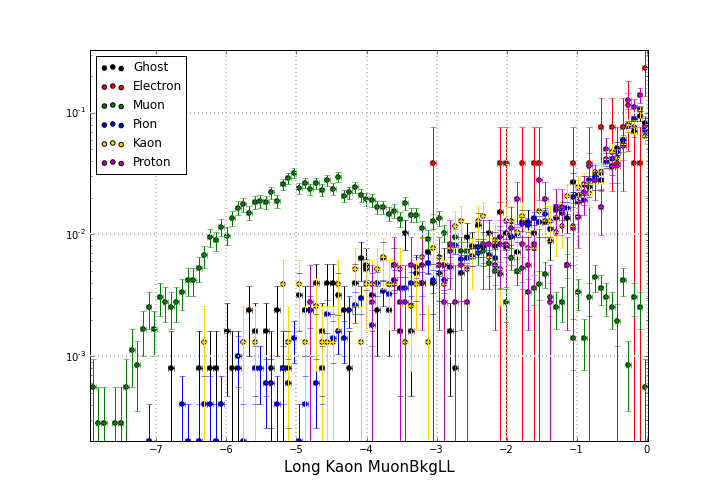 Ghost
Electron
Muon
Pion
Kaon
Proton
10⁻¹
10⁻²
10⁻³
−7 −6 −5 −4 −3 −2 −1 0
Long Kaon MuonBkgLL